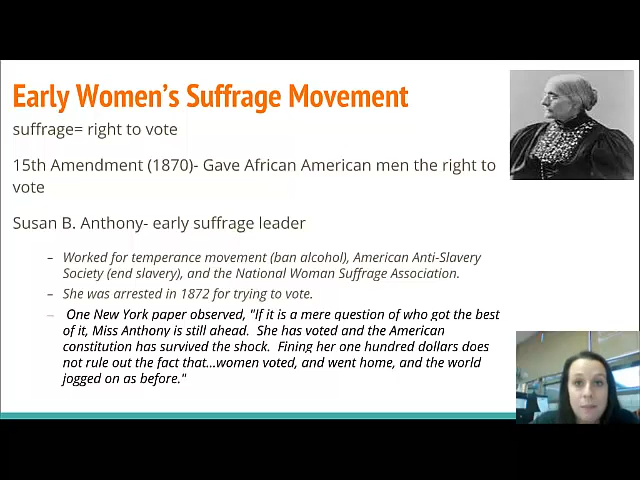 Early Women's Suffrage Movement
suffrage= right to vote
15th Amendment (1870)- Gave African American men the right to
vote
Susan B. Anthony- early suffrage leader
– Worked for temperance movement (ban alcohol), American Anti-Slavery
Society (end slavery), and the National Woman Suffrage Association.
– She was arrested in 1872 for trying to vote.
– One New York paper observed, "If it is a mere question of who got the best
of it, Miss Anthony is still ahead. She has voted and the American
constitution has survived the shock. Fining her one hundred dollars does
not rule out the fact that...women voted, and went home, and the world
jogged on as before."